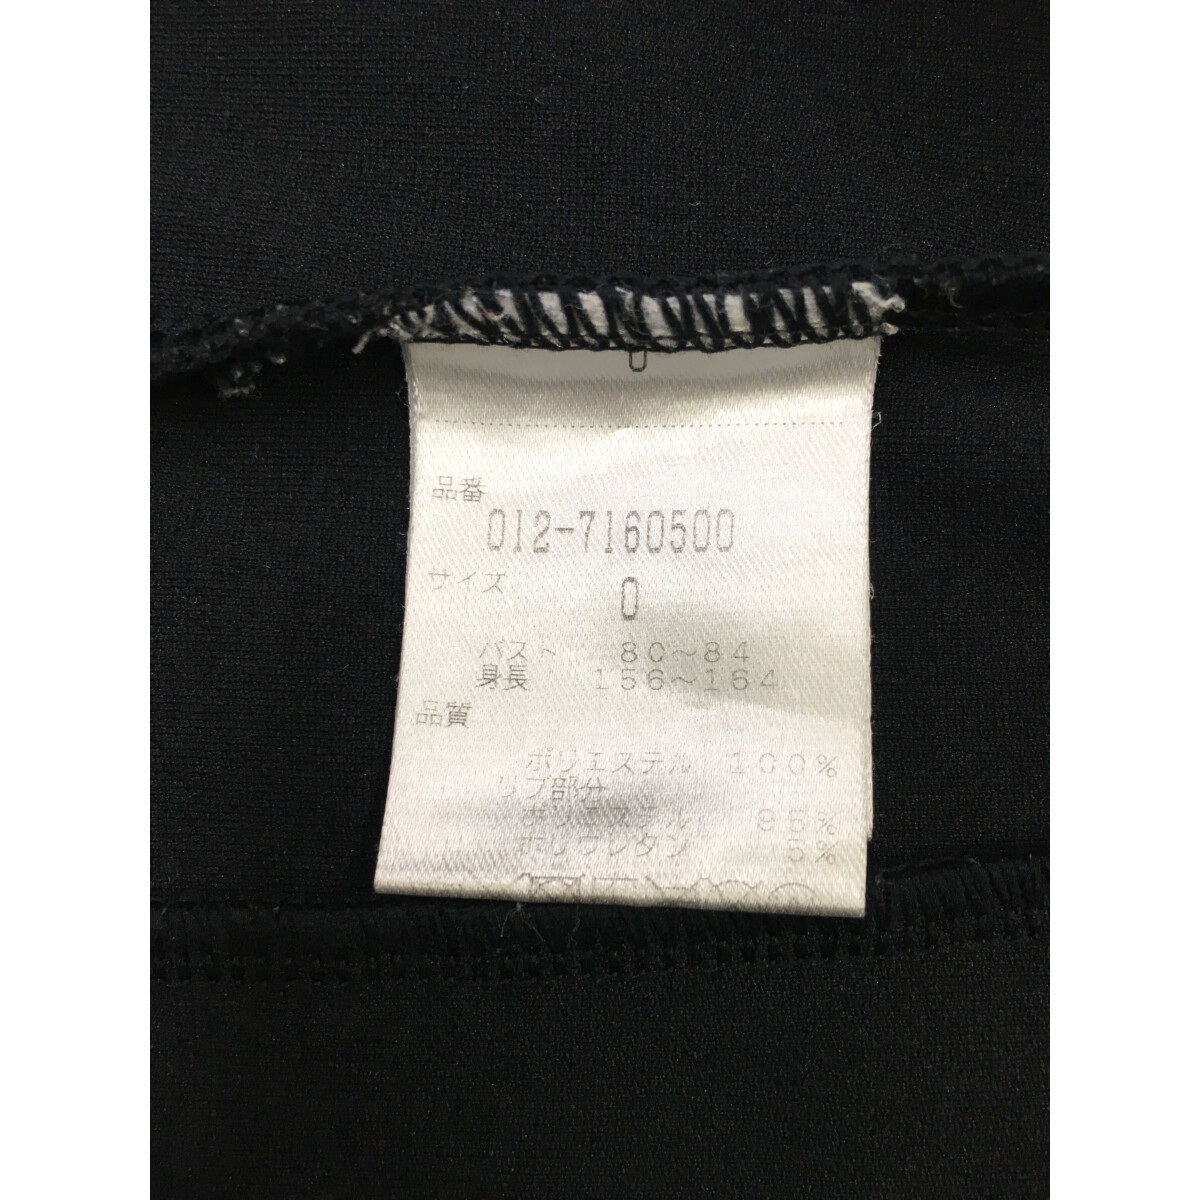 0
品番
012-7160500
サイズ
0
バスト 80～84
身長 156～164
品質
ポリエステル 100%
リブ部分
ポリエステル 95%
ポリウレタン 5%